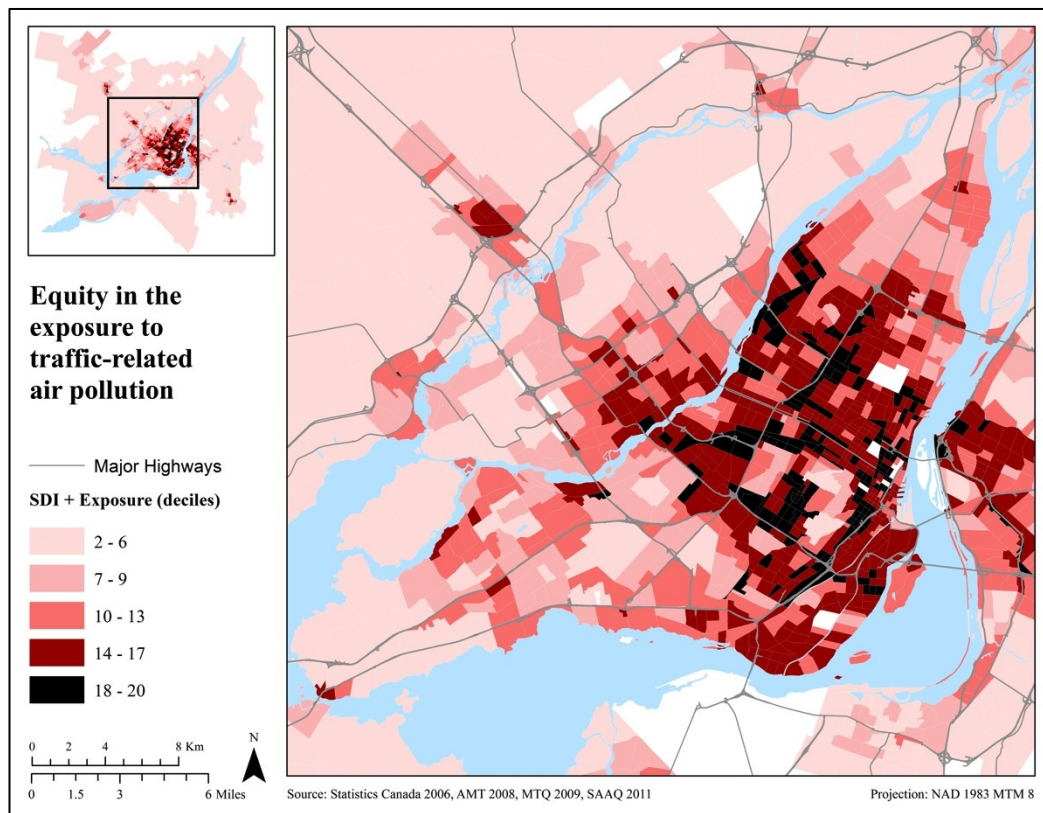 Equity in the
exposure to
traffic-related
air pollution
Major Highways
SDI + Exposure (deciles)
2 - 6
7 - 9
10 - 13
14 - 17
18 - 20
0 2 4 8 Km
N
0 1.5 3 6 Miles
Source: Statistics Canada 2006, AMT 2008, MTQ 2009, SAAQ 2011
Projection: NAD 1983 MTM 8